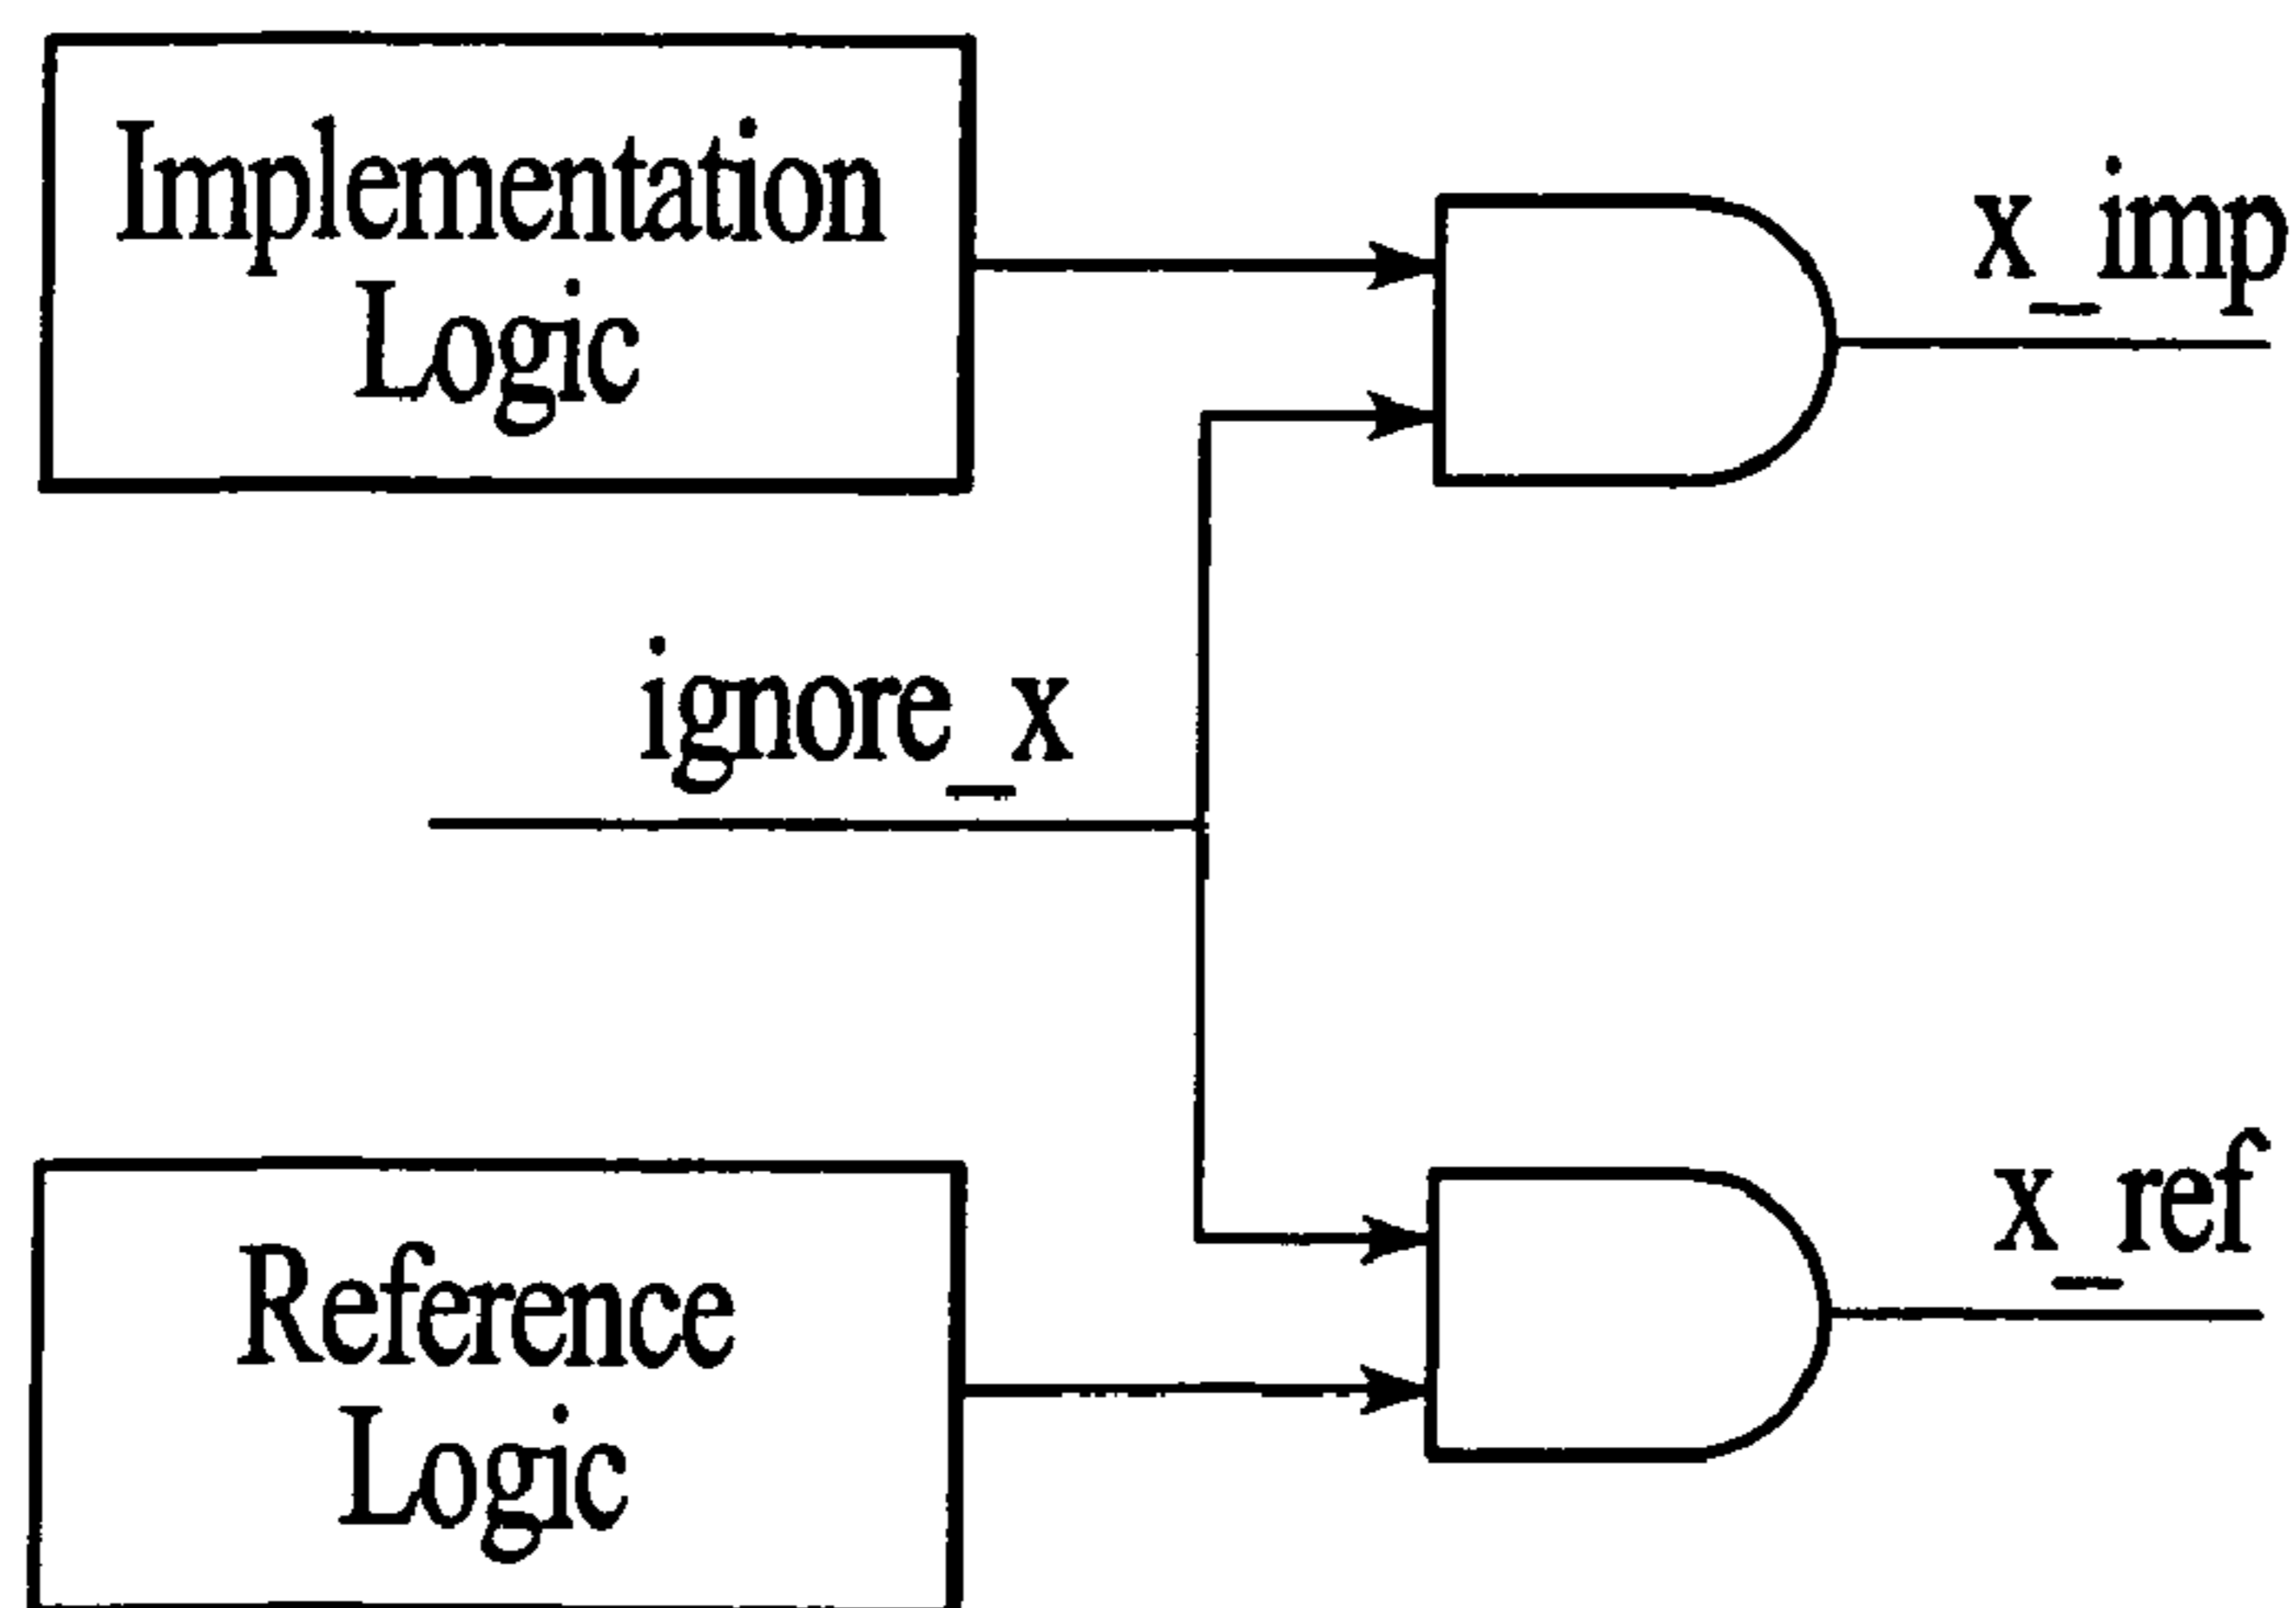 Implementation
Logic
x_imp
ignore_x
Reference
Logic
x_ref